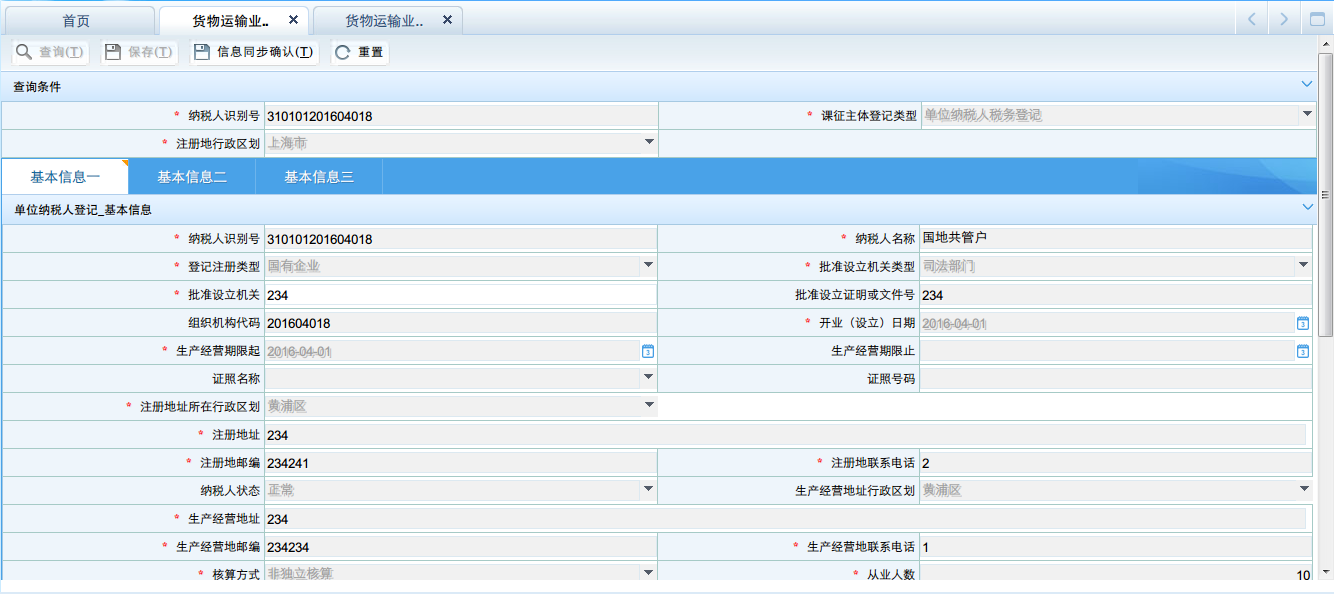 首页 货物运输业.. 货物运输业..
查询(T) 保存(T) 信息同步确认(T) 重置
查询条件
* 纳税人识别号 310101201604018 * 课征主体登记类型 单位纳税人税务登记
* 注册地行政区划 上海市
基本信息一 基本信息二 基本信息三
单位纳税人登记_基本信息
* 纳税人识别号 310101201604018 * 纳税人名称 国地共管户
* 登记注册类型 国有企业 * 批准设立机关类型 司法部门
* 批准设立机关 234 批准设立证明或文件号 234
组织机构代码 201604018 * 开业（设立）日期 2016-04-01
* 生产经营期限起 2016-04-01 生产经营期限止
证照名称 证照号码
* 注册地址所在行政区划 黄浦区
* 注册地址 234
* 注册地邮编 234241 * 注册地联系电话 2
纳税人状态 正常 生产经营地址行政区划 黄浦区
* 生产经营地址 234
* 生产经营地邮编 234234 * 生产经营地联系电话 1
* 核算方式 非独立核算 * 从业人数 10